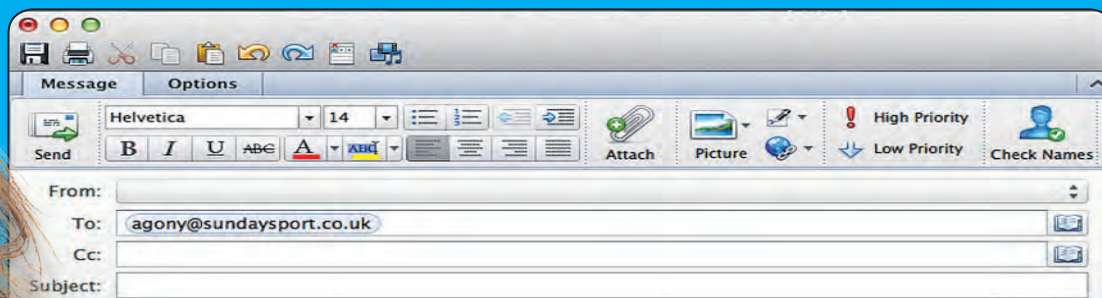 Message Options
Helvetica 14
Send B I U ABC A ABC Attach Picture High Priority
Low Priority Check Names
From:
To: agony@sundaysport.co.uk
Cc:
Subject: